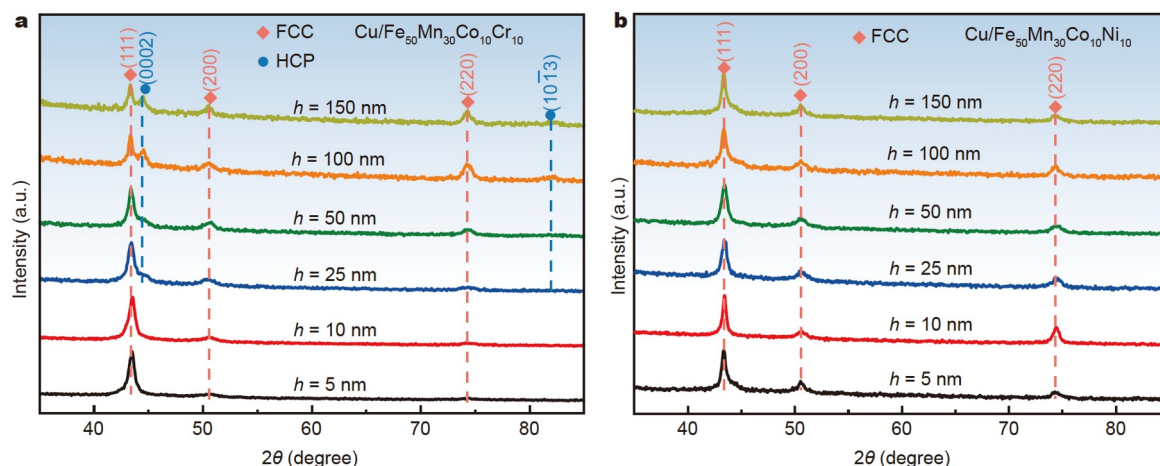 a
FCC
HCP
Cu/Fe₅₀Mn₃₀Co₁₀Cr₁₀
(111)
(0002)
(200)
(220)
(101̄3)
h = 150 nm
h = 100 nm
h = 50 nm
h = 25 nm
h = 10 nm
h = 5 nm
Intensity (a.u.)
40 50 60 70 80
2θ (degree)
b
FCC
Cu/Fe₅₀Mn₃₀Co₁₀Ni₁₀
(111)
(200)
(220)
h = 150 nm
h = 100 nm
h = 50 nm
h = 25 nm
h = 10 nm
h = 5 nm
Intensity (a.u.)
40 50 60 70 80
2θ (degree)